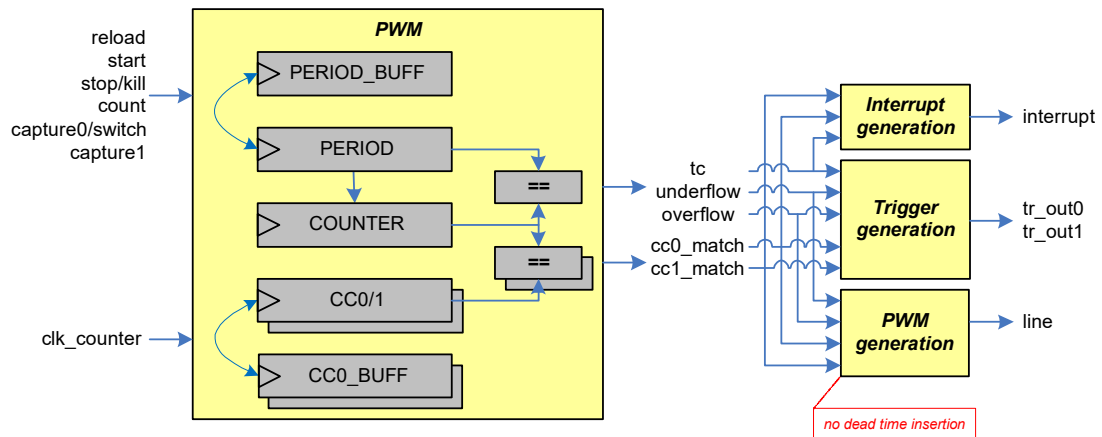 PWM
reload
start
stop/kill
count
capture0/switch
capture1
clk_counter
PERIOD_BUFF
PERIOD
COUNTER
CC0/1
CC0_BUFF
==
==
tc
underflow
overflow
cc0_match
cc1_match
Interrupt
generation
Trigger
generation
PWM
generation
interrupt
tr_out0
tr_out1
line
no dead time insertion